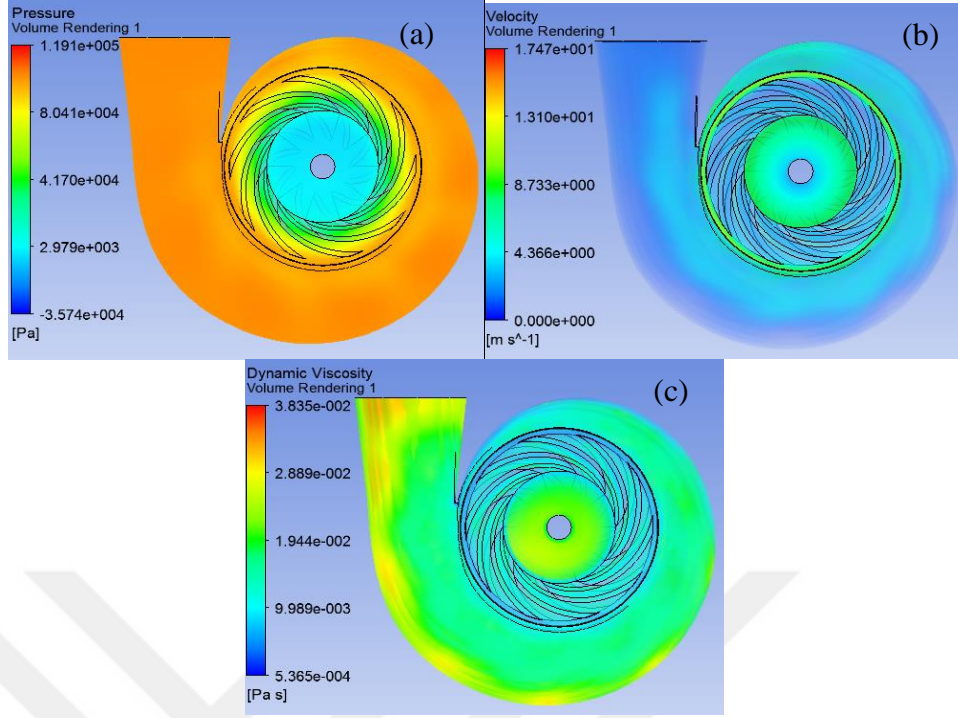 Pressure
Volume Rendering 1
(a)
1.191e+005
8.041e+004
4.170e+004
2.979e+003
-3.574e+004
[Pa]
Velocity
Volume Rendering 1
(b)
1.747e+001
1.310e+001
8.733e+000
4.366e+000
0.000e+000
[m s^-1]
Dynamic Viscosity
Volume Rendering 1
(c)
3.835e-002
2.889e-002
1.944e-002
9.989e-003
5.365e-004
[Pa s]